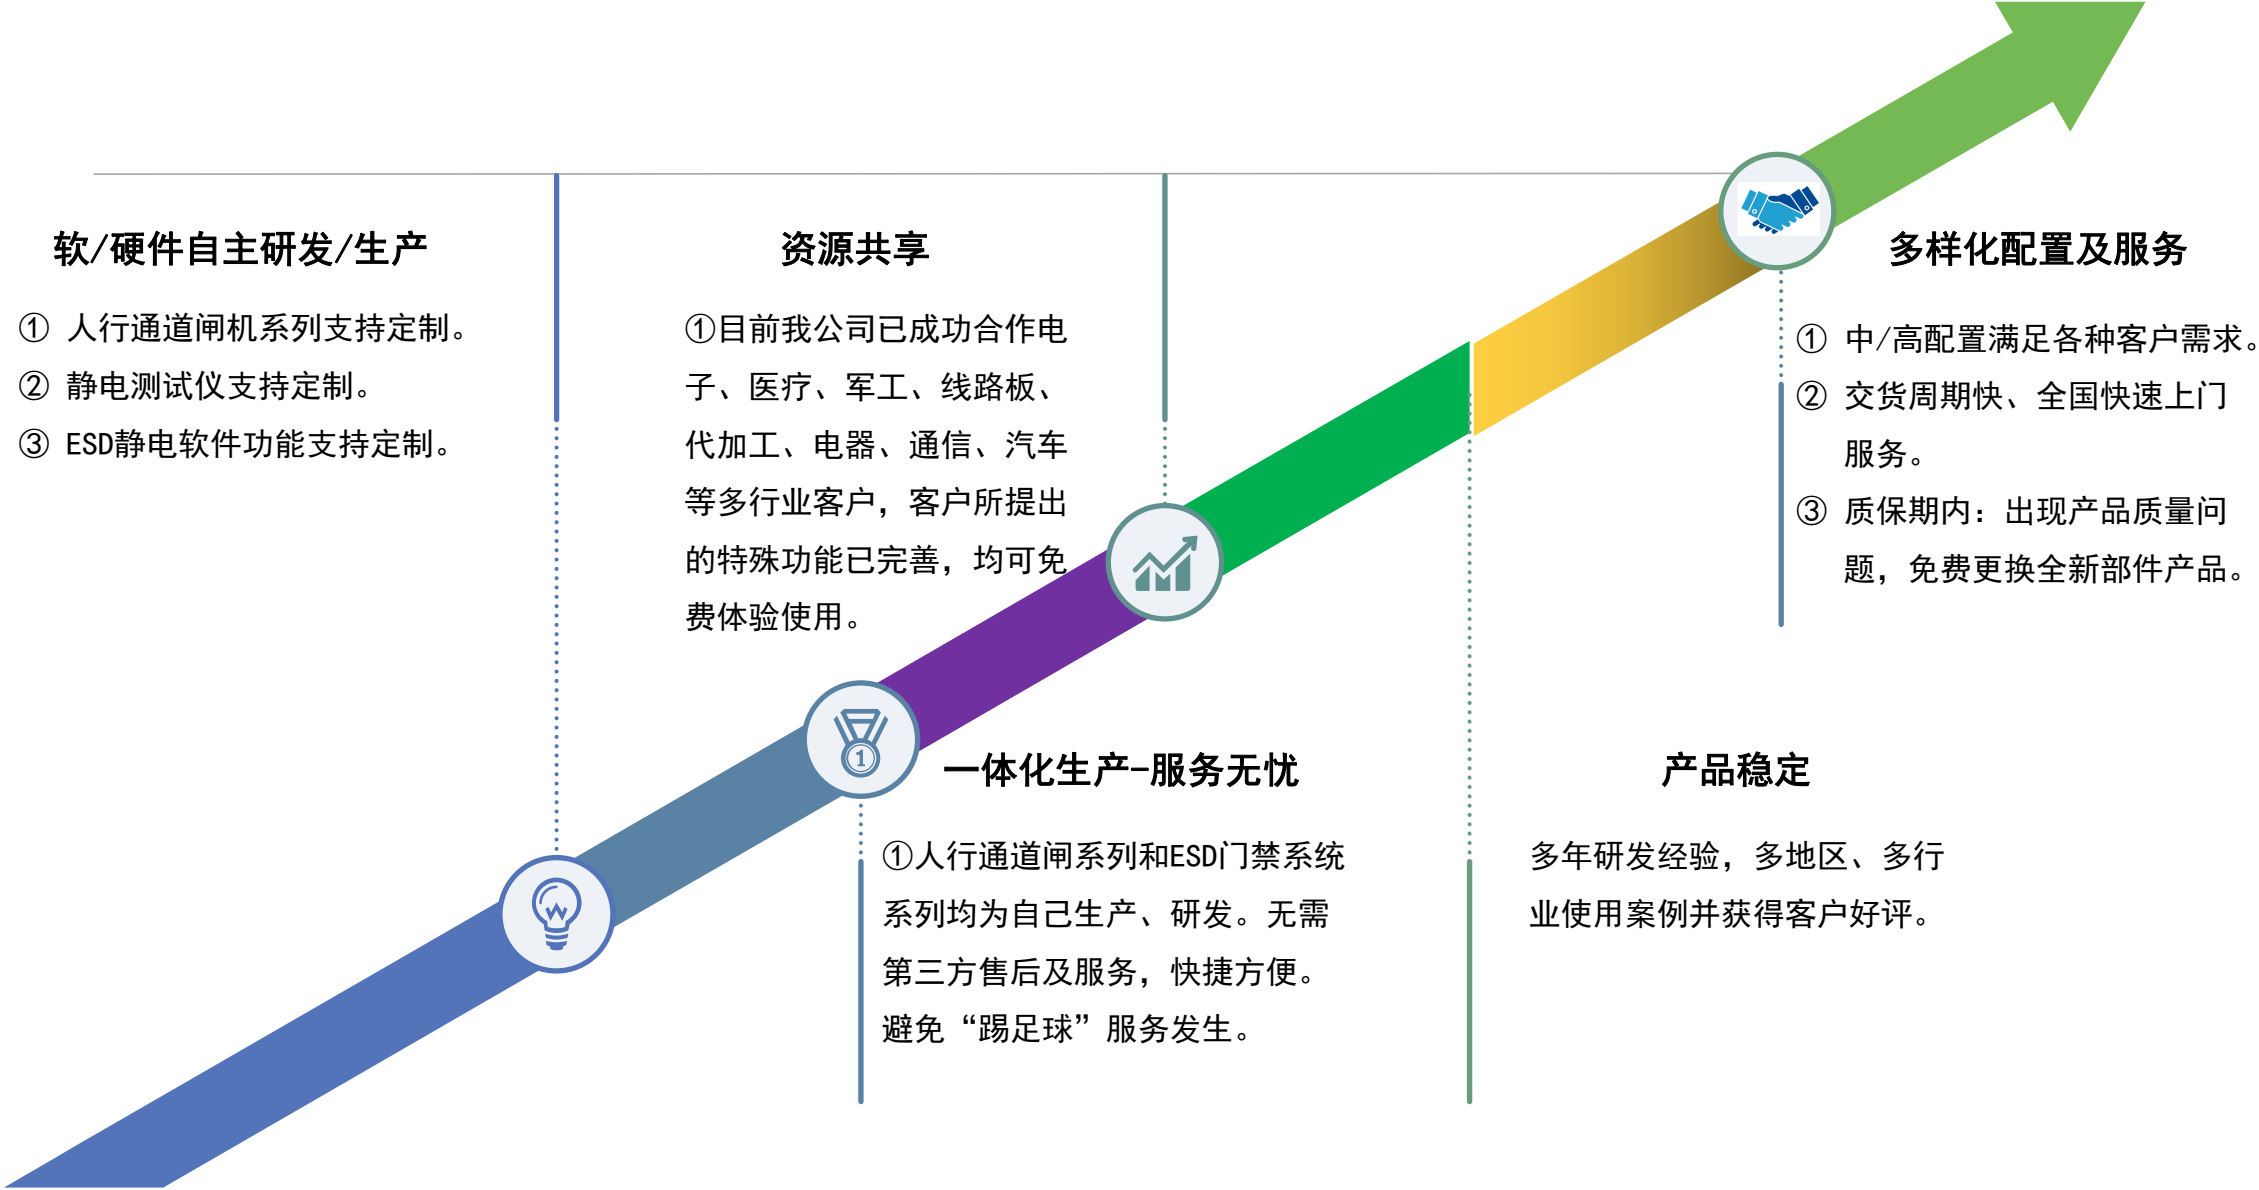 软/硬件自主研发/生产
① 人行通道闸机系列支持定制。
② 静电测试仪支持定制。
③ ESD静电软件功能支持定制。
资源共享
①目前我公司已成功合作电
子、医疗、军工、线路板、
代加工、电器、通信、汽车
等多行业客户，客户所提出
的特殊功能已完善，均可免
费体验使用。
多样化配置及服务
① 中/高配置满足各种客户需求。
② 交货周期快、全国快速上门
服务。
③ 质保期内：出现产品质量问
题，免费更换全新部件产品。
1
一体化生产-服务无忧
①人行通道闸系列和ESD门禁系统
系列均为自己生产、研发。无需
第三方售后及服务，快捷方便。
避免“踢足球”服务发生。
产品稳定
多年研发经验，多地区、多行
业使用案例并获得客户好评。